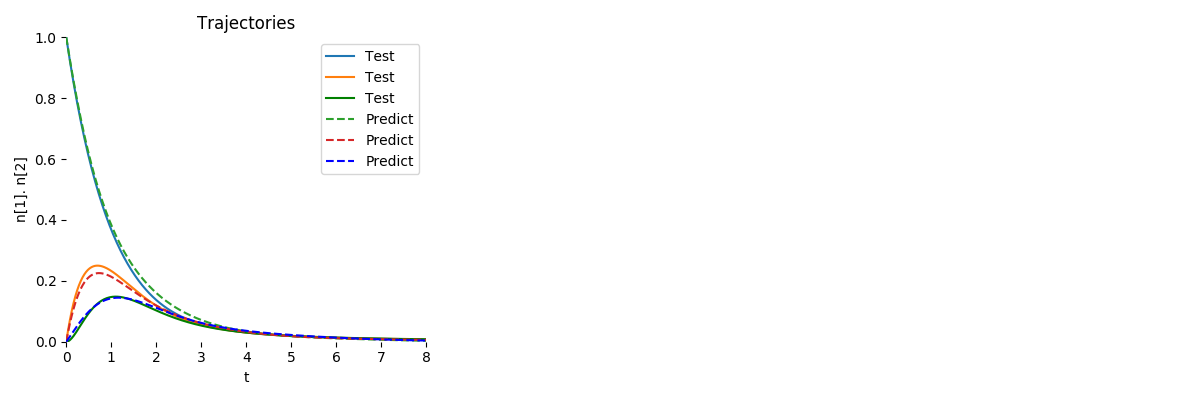 Trajectories
1.0
0.8
0.6
0.4
0.2
0.0
n[1]. n[2]
Test
Test
Test
Predict
Predict
Predict
0 1 2 3 4 5 6 7 8
t